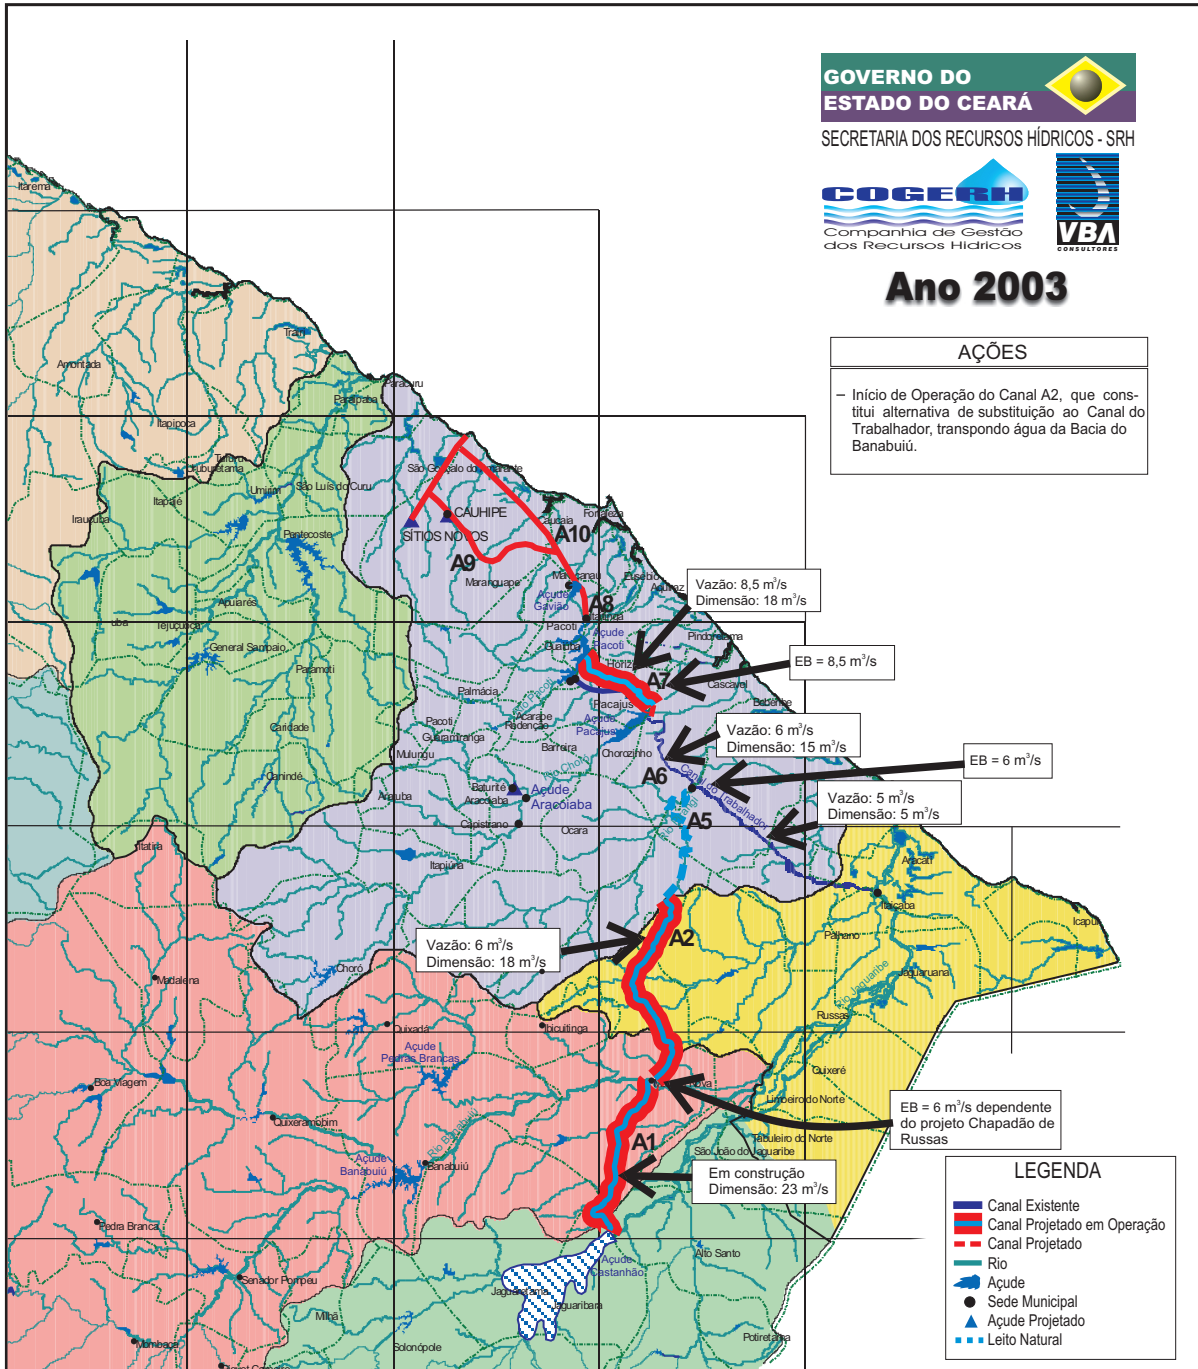 GOVERNO DO
ESTADO DO CEARÁ
SECRETARIA DOS RECURSOS HÍDRICOS - SRH
COGERH
Companhia de Gestão
dos Recursos Hídricos
VBA
CONSULTORES
Ano 2003
AÇÕES
– Início de Operação do Canal A2, que cons-
titui alternativa de substituição ao Canal do
Trabalhador, transpondo água da Bacia do
Banabuiú.
Itarema
Trairi
Amontada
Paracuru
Paraipaba
Itapipoca
Tururu
Uruburetama
São Gonçalo do Amarante
Umirim
São Luís do Curu
Itapajé
Irauçuba
CAUHIPE
Caucaia
Fortaleza
SÍTIOS NOVOS
A10
Pentecoste
A9
Maranguape
Maracanaú
Eusébio
Aquiraz
Açude
Gavião
A8
Itaitinga
Vazão: 8,5 m³/s
Dimensão: 18 m³/s
Apuiarés
Tejuçuoca
Pacoti
Açude
Pacoti
Pindoretama
General Sampaio
Guaiúba
Horizonte
EB = 8,5 m³/s
Paramoti
A7
Palmácia
Rio Pacoti
Cascavel
Beberibe
Pacajus
Acarape
Redenção
Açude
Pacajus
Caridade
Pacoti
Guaramiranga
Barreira
Chorozinho
Vazão: 6 m³/s
Dimensão: 15 m³/s
Mulungu
EB = 6 m³/s
Rio Choró
A6
Canal do Trabalhador
Canindé
Baturité
Aracoiaba
Açude
Aracoiaba
Vazão: 5 m³/s
Dimensão: 5 m³/s
Aratuba
Capistrano
Ocara
A5
Itatira
Itapiúna
Aracati
Itaiçaba
Icapuí
A2
Palhano
Vazão: 6 m³/s
Dimensão: 18 m³/s
Choró
Madalena
Jaguaruana
Rio Jaguaribe
Russas
Quixadá
Ibicuitinga
Açude
Pedras Brancas
Quixeré
Boa Viagem
Limoeiro do Norte
EB = 6 m³/s dependente
do projeto Chapadão de
Russas
Quixeramobim
Rio Banabuiú
Tabuleiro do Norte
A1
São João do Jaguaribe
Açude
Banabuiú
Banabuiú
Em construção
Dimensão: 23 m³/s
Pedra Branca
Alto Santo
Açude
Castanhão
Senador Pompeu
Jaguaretama
Jaguaribara
Milhã
Potiretama
Mombaça
Solonópole
LEGENDA
Canal Existente
Canal Projetado em Operação
Canal Projetado
Rio
Açude
Sede Municipal
Açude Projetado
Leito Natural